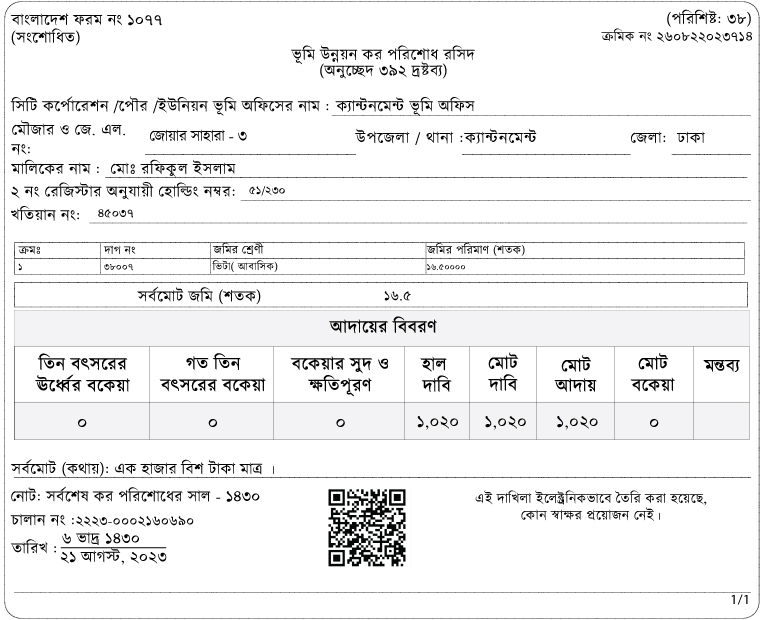 বাংলাদেশ ফরম নং ১০৭৭
(সংশোধিত)
(পরিশিষ্ট: ৩৮)
ক্রমিক নং ২৬০৮২২০২৩৭১৪
ভূমি উন্নয়ন কর পরিশোধ রসিদ
(অনুচ্ছেদ ৩৯২ দ্রষ্টব্য)
সিটি কর্পোরেশন /পৌর /ইউনিয়ন ভূমি অফিসের নাম : ক্যান্টনমেন্ট ভূমি অফিস
মৌজার ও জে. এল. নং: জোয়ার সাহারা - ৩ উপজেলা / থানা :ক্যান্টনমেন্ট জেলা: ঢাকা
মালিকের নাম : মোঃ রফিকুল ইসলাম
২ নং রেজিস্টার অনুযায়ী হোল্ডিং নম্বর: ৫১/২৩০
খতিয়ান নং: ৪৫০৩৭
ক্রমঃ দাগ নং জমির শ্রেণী জমির পরিমাণ (শতক)
১ ৩৮০০৭ ভিটা( আবাসিক) ১৬.৫০০০০
সর্বমোট জমি (শতক) ১৬.৫
আদায়ের বিবরণ
তিন বৎসরের ঊর্ধ্বের বকেয়া গত তিন বৎসরের বকেয়া বকেয়ার সুদ ও ক্ষতিপূরণ হাল দাবি মোট দাবি মোট আদায় মোট বকেয়া মন্তব্য
০ ০ ০ ১,০২০ ১,০২০ ১,০২০ ০
সর্বমোট (কথায়): এক হাজার বিশ টাকা মাত্র ।
নোট: সর্বশেষ কর পরিশোধের সাল - ১৪৩০
চালান নং :২২২৩-০০০২১৬০৬৯০
তারিখ : ৬ ভাদ্র ১৪৩০
২১ আগস্ট, ২০২৩
এই দাখিলা ইলেক্ট্রনিকভাবে তৈরি করা হয়েছে,
কোন স্বাক্ষর প্রয়োজন নেই।
1/1